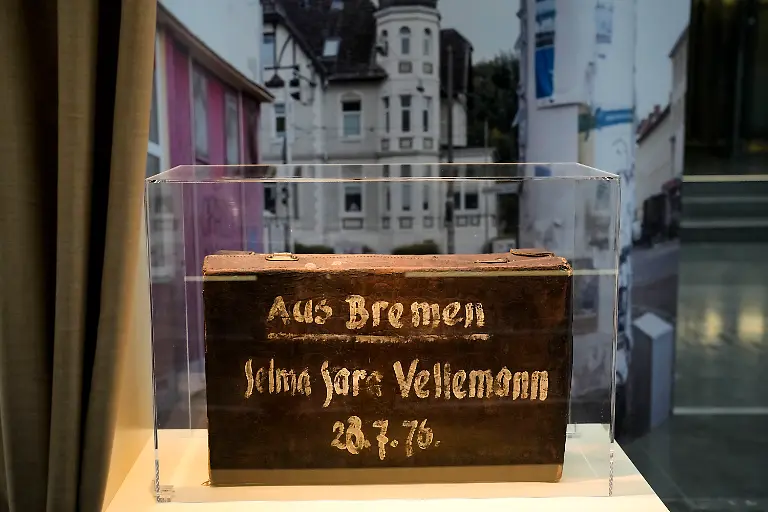 Aus Bremen
Selma Sara Vellemann
28.7.76.